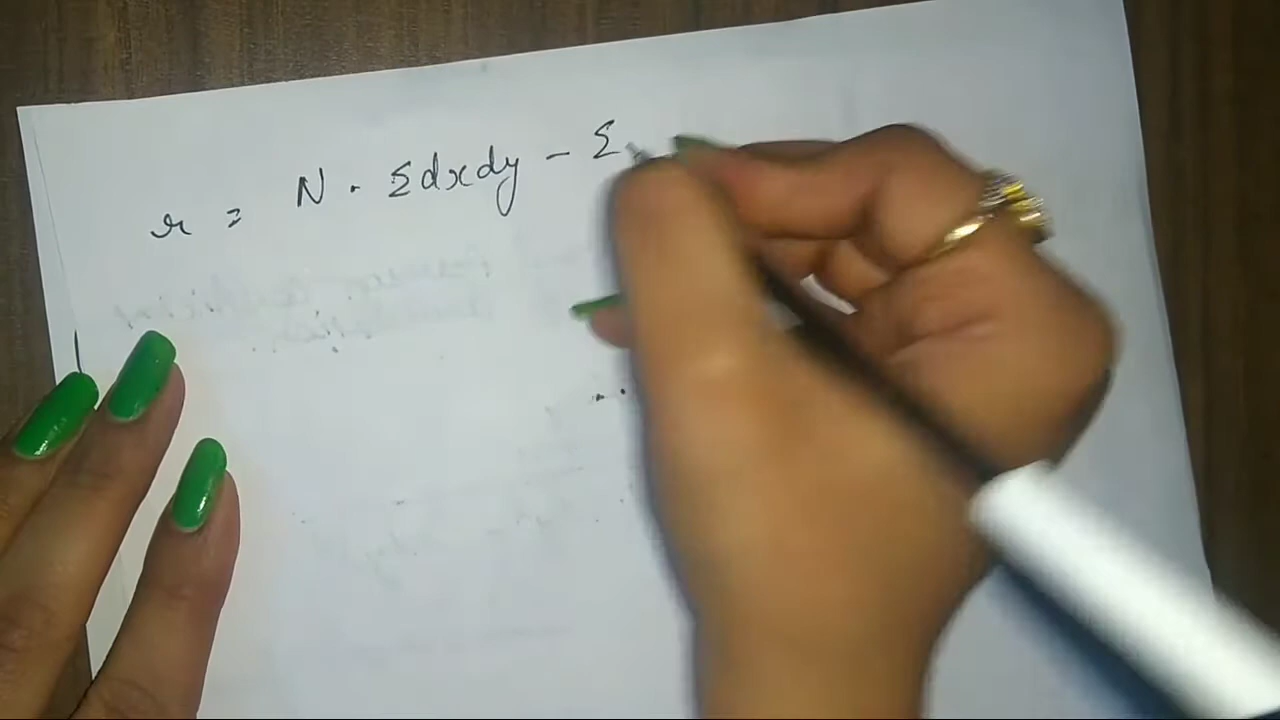 r = N . Σdxdy - Σ